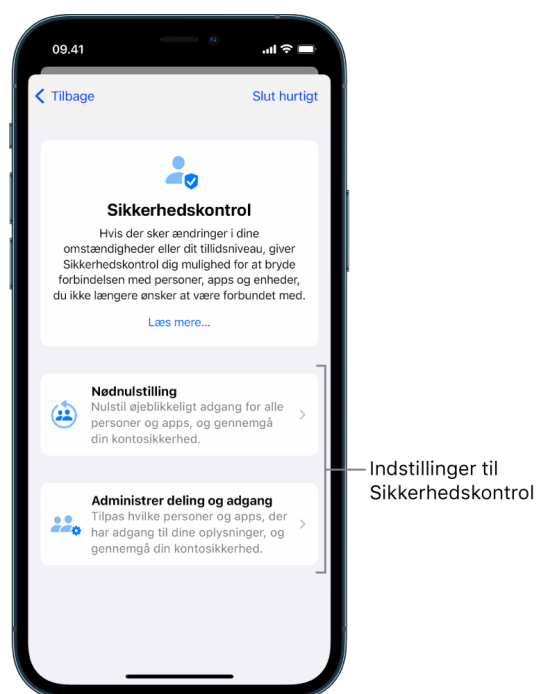 09.41
Tilbage
Slut hurtigt
Sikkerhedskontrol
Hvis der sker ændringer i dine
omstændigheder eller dit tillidsniveau, giver
Sikkerhedskontrol dig mulighed for at bryde
forbindelsen med personer, apps og enheder,
du ikke længere ønsker at være forbundet med.
Læs mere...
Nødnulstilling
Nulstil øjeblikkeligt adgang for alle
personer og apps, og gennemgå
din kontosikkerhed.
Administrer deling og adgang
Tilpas hvilke personer og apps, der
har adgang til dine oplysninger, og
gennemgå din kontosikkerhed.
Indstillinger til
Sikkerhedskontrol